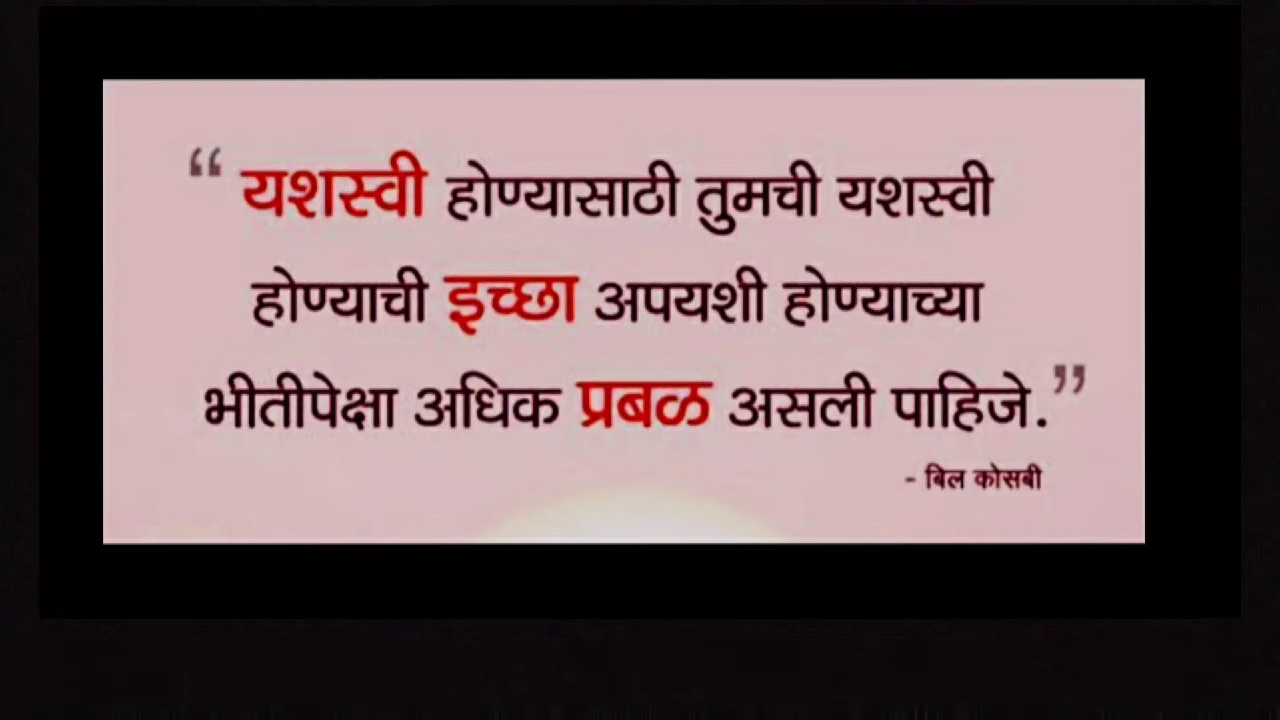 “ यशस्वी होण्यासाठी तुमची यशस्वी
होण्याची इच्छा अपयशी होण्याच्या
भीतीपेक्षा अधिक प्रबळ असली पाहिजे.”
- बिल कोसबी